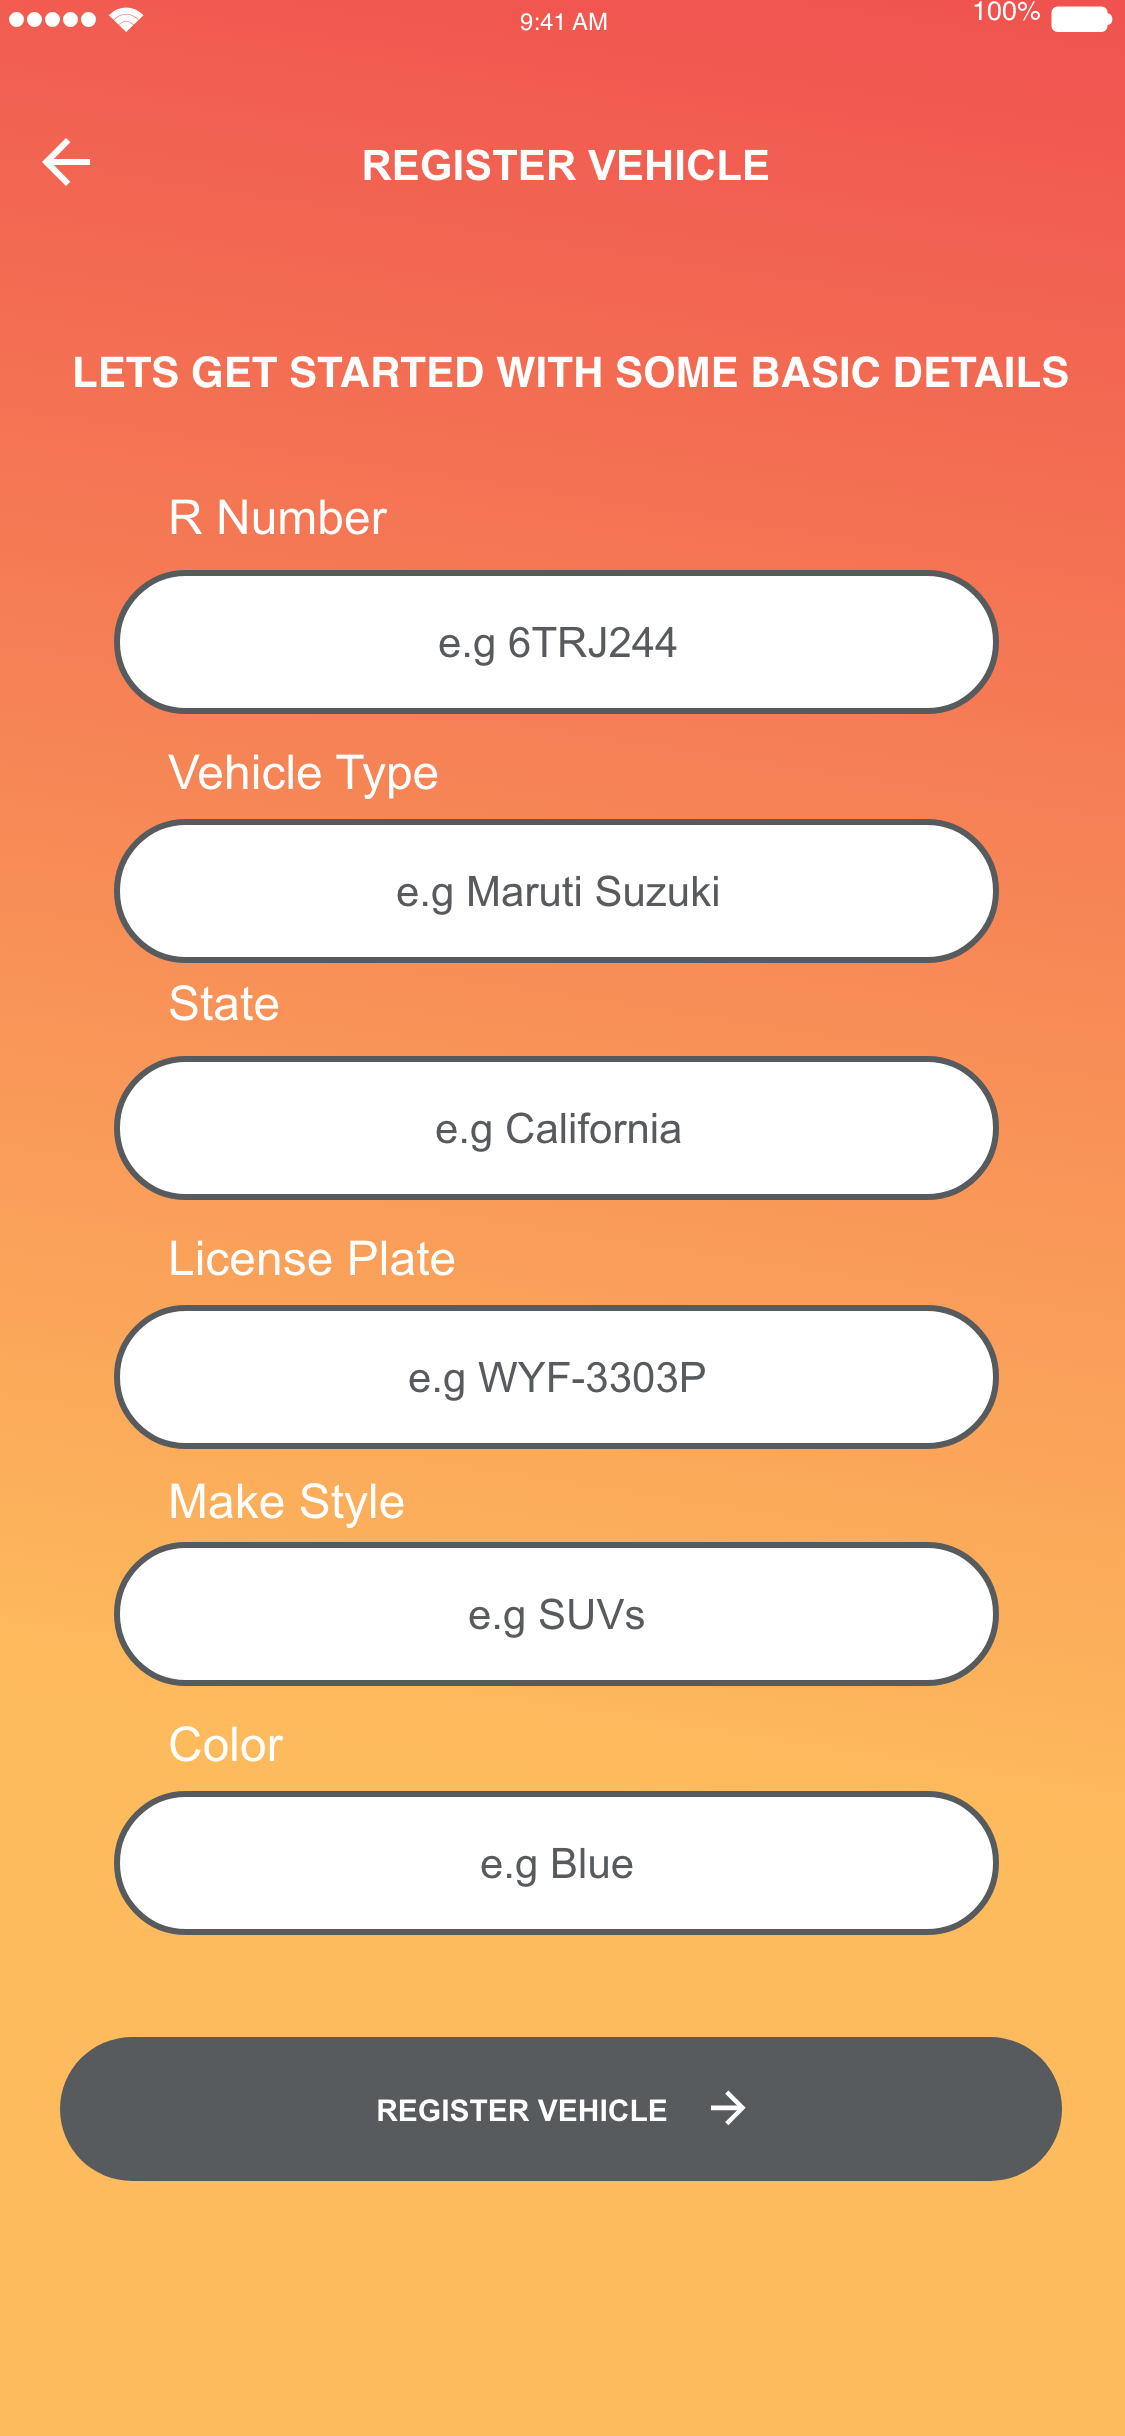 9:41 AM
100%
REGISTER VEHICLE
LETS GET STARTED WITH SOME BASIC DETAILS
R Number
e.g 6TRJ244
Vehicle Type
e.g Maruti Suzuki
State
e.g California
License Plate
e.g WYF-3303P
Make Style
e.g SUVs
Color
e.g Blue
REGISTER VEHICLE